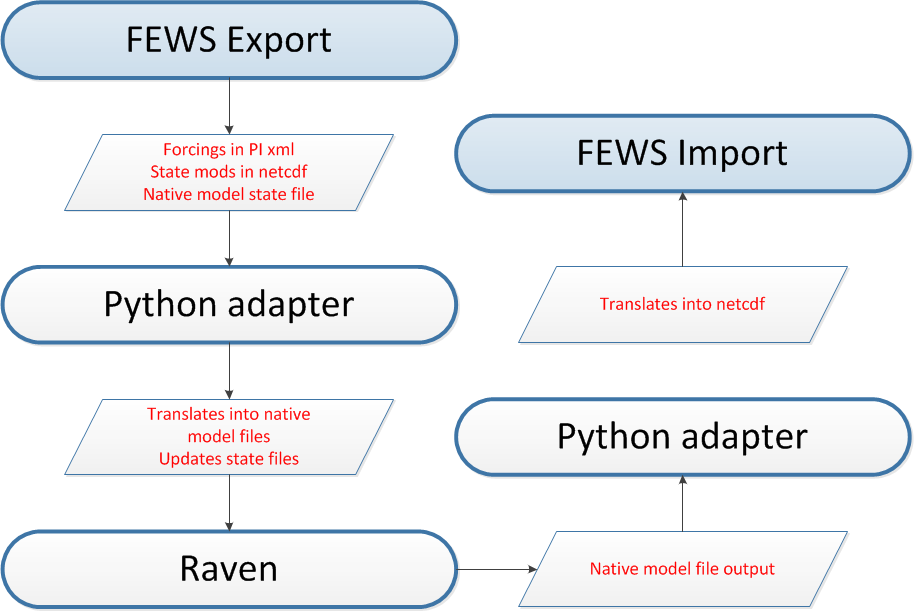 FEWS Export
Forcings in PI xml
State mods in netcdf
Native model state file
Python adapter
Translates into native
model files
Updates state files
Raven
Native model file output
Python adapter
Translates into netcdf
FEWS Import